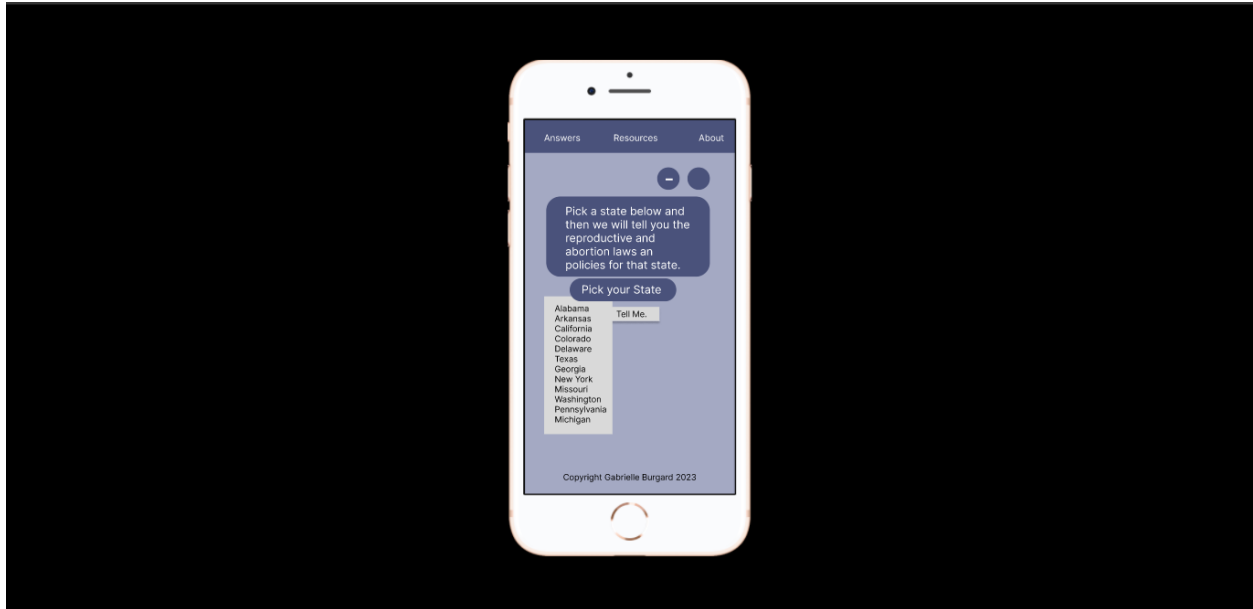 Answers Resources About
Pick a state below and
then we will tell you the
reproductive and
abortion laws an
policies for that state.
Pick your State
Alabama
Tell Me.
Arkansas
California
Colorado
Delaware
Texas
Georgia
New York
Missouri
Washington
Pennsylvania
Michigan
Copyright Gabrielle Burgard 2023